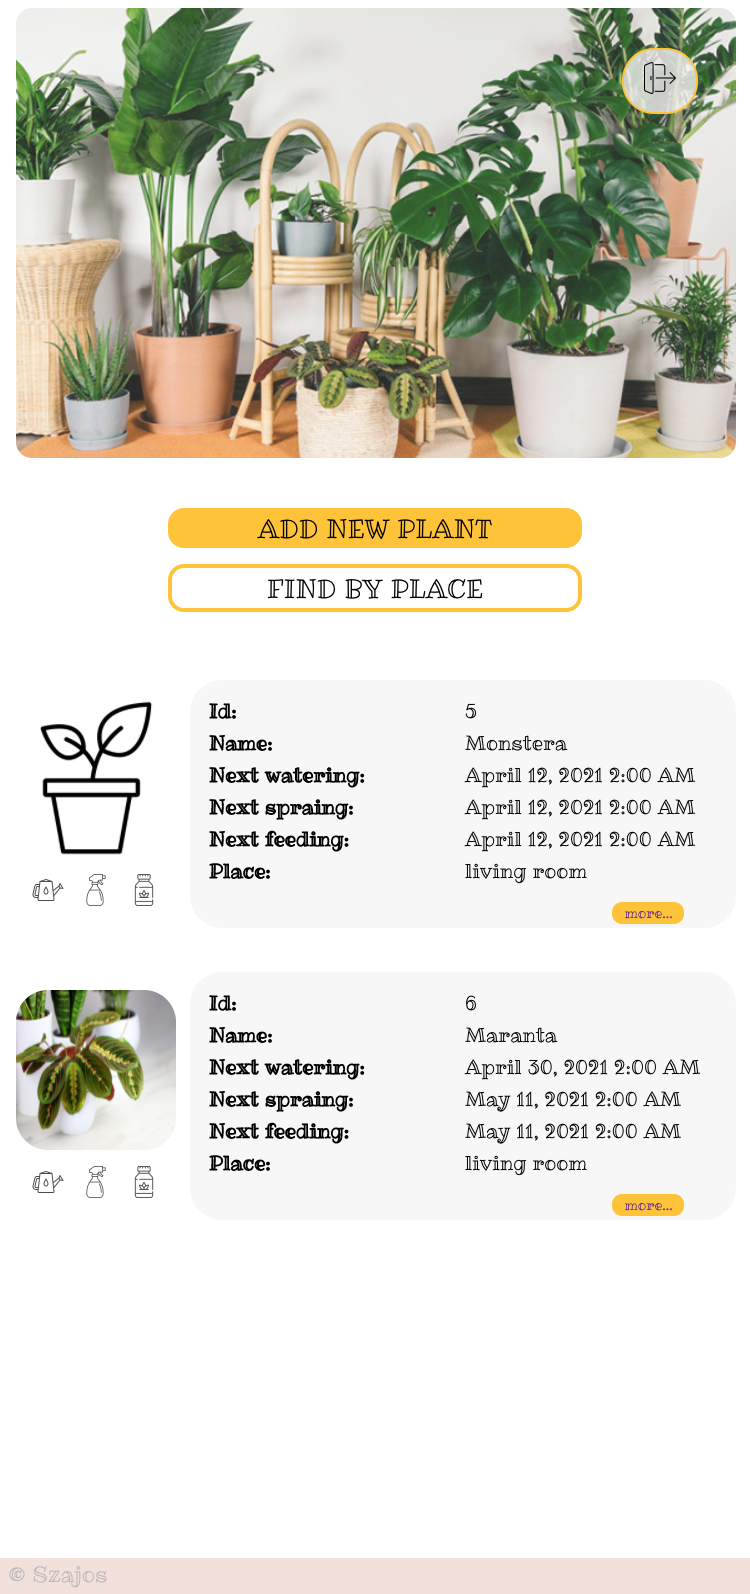 ADD NEW PLANT
FIND BY PLACE
Id: 5
Name: Monstera
Next watering: April 12, 2021 2:00 AM
Next spraing: April 12, 2021 2:00 AM
Next feeding: April 12, 2021 2:00 AM
Place: living room
more...
Id: 6
Name: Maranta
Next watering: April 30, 2021 2:00 AM
Next spraing: May 11, 2021 2:00 AM
Next feeding: May 11, 2021 2:00 AM
Place: living room
more...
© Szajos